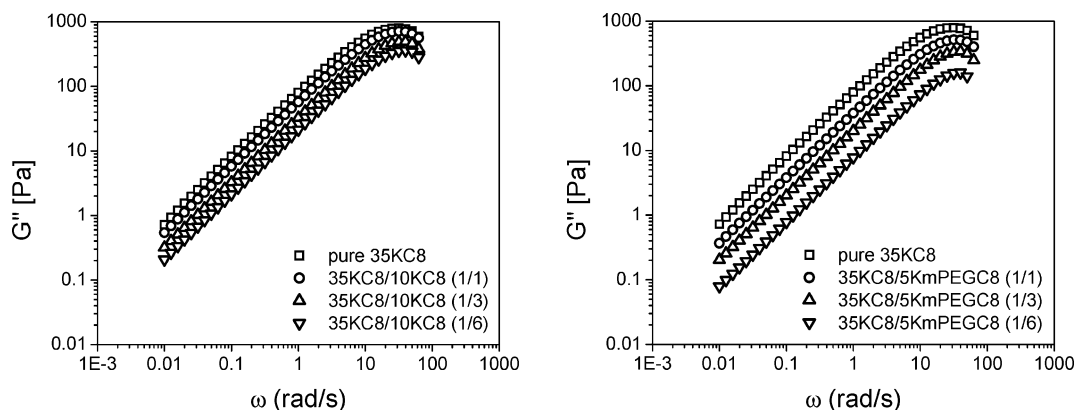 1000
100
10
1
0.1
0.01
G" [Pa]
pure 35KC8
35KC8/10KC8 (1/1)
35KC8/10KC8 (1/3)
35KC8/10KC8 (1/6)
1E-3 0.01 0.1 1 10 100 1000
ω (rad/s)
1000
100
10
1
0.1
0.01
G" [Pa]
pure 35KC8
35KC8/5KmPEGC8 (1/1)
35KC8/5KmPEGC8 (1/3)
35KC8/5KmPEGC8 (1/6)
1E-3 0.01 0.1 1 10 100 1000
ω (rad/s)